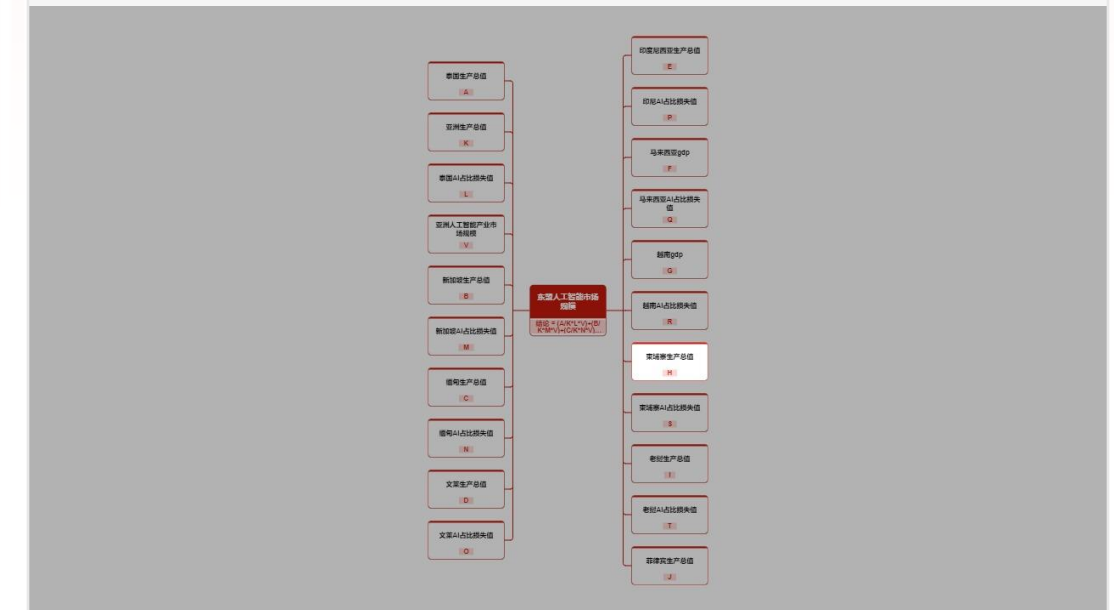 泰国生产总值
A
亚洲生产总值
K
泰国AI占比损失值
L
亚洲人工智能产业市
场规模
V
新加坡生产总值
B
新加坡AI占比损失值
M
缅甸生产总值
C
缅甸AI占比损失值
N
文莱生产总值
D
文莱AI占比损失值
O
东盟人工智能市场
规模
结论 = (A/K*L*V)+(B/
K*M*V)+(C/K*N*V)...
印度尼西亚生产总值
E
印尼AI占比损失值
P
马来西亚gdp
F
马来西亚AI占比损失
值
Q
越南gdp
G
越南AI占比损失值
R
柬埔寨生产总值
H
柬埔寨AI占比损失值
S
老挝生产总值
I
老挝AI占比损失值
T
菲律宾生产总值
J